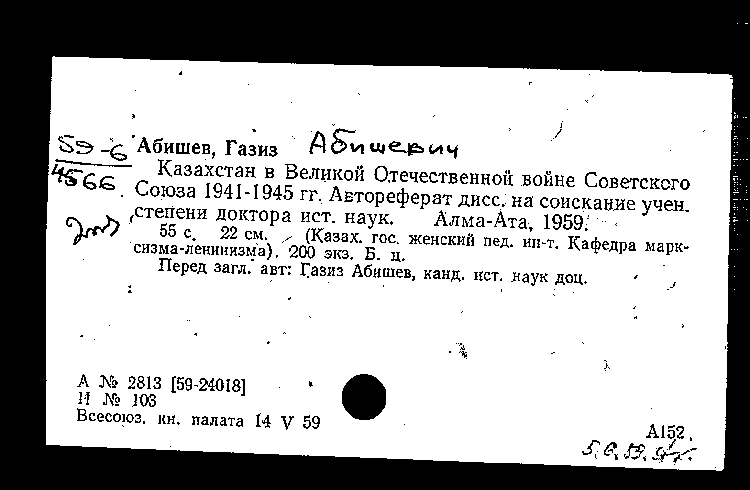 59-6 Абишев, Газиз Абишевич
4566 Казахстан в Великой Отечественной войне Советского
Союза 1941-1945 гг. Автореферат дисс. на соискание учен.
степени доктора ист. наук. Алма-Ата, 1959.
55 с. 22 см. (Казах. гос. женский пед. ин-т. Кафедра марк-
сизма-ленинизма). 200 экз. Б. ц.
Перед загл. авт: Газиз Абишев, канд. ист. наук доц.
А № 2813 [59-24018]
И № 103
Всесоюз. кн. палата 14 V 59
А152.
5.6.59.